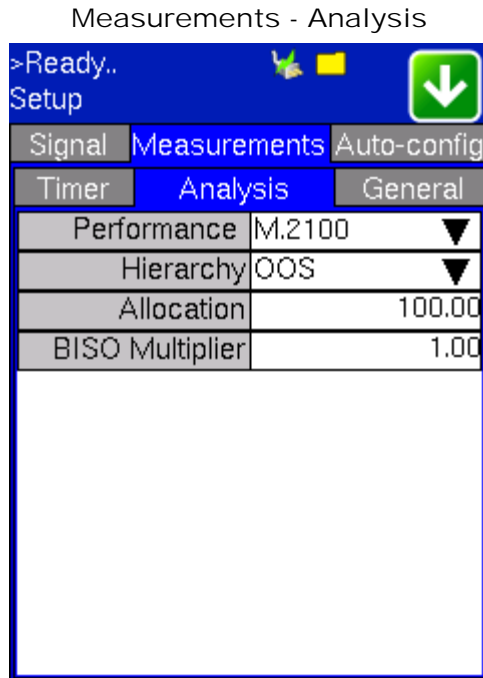 Measurements - Analysis
>Ready..
Setup
Signal Measurements Auto-config
Timer Analysis General
Performance M.2100
Hierarchy OOS
Allocation 100.00
BISO Multiplier 1.00